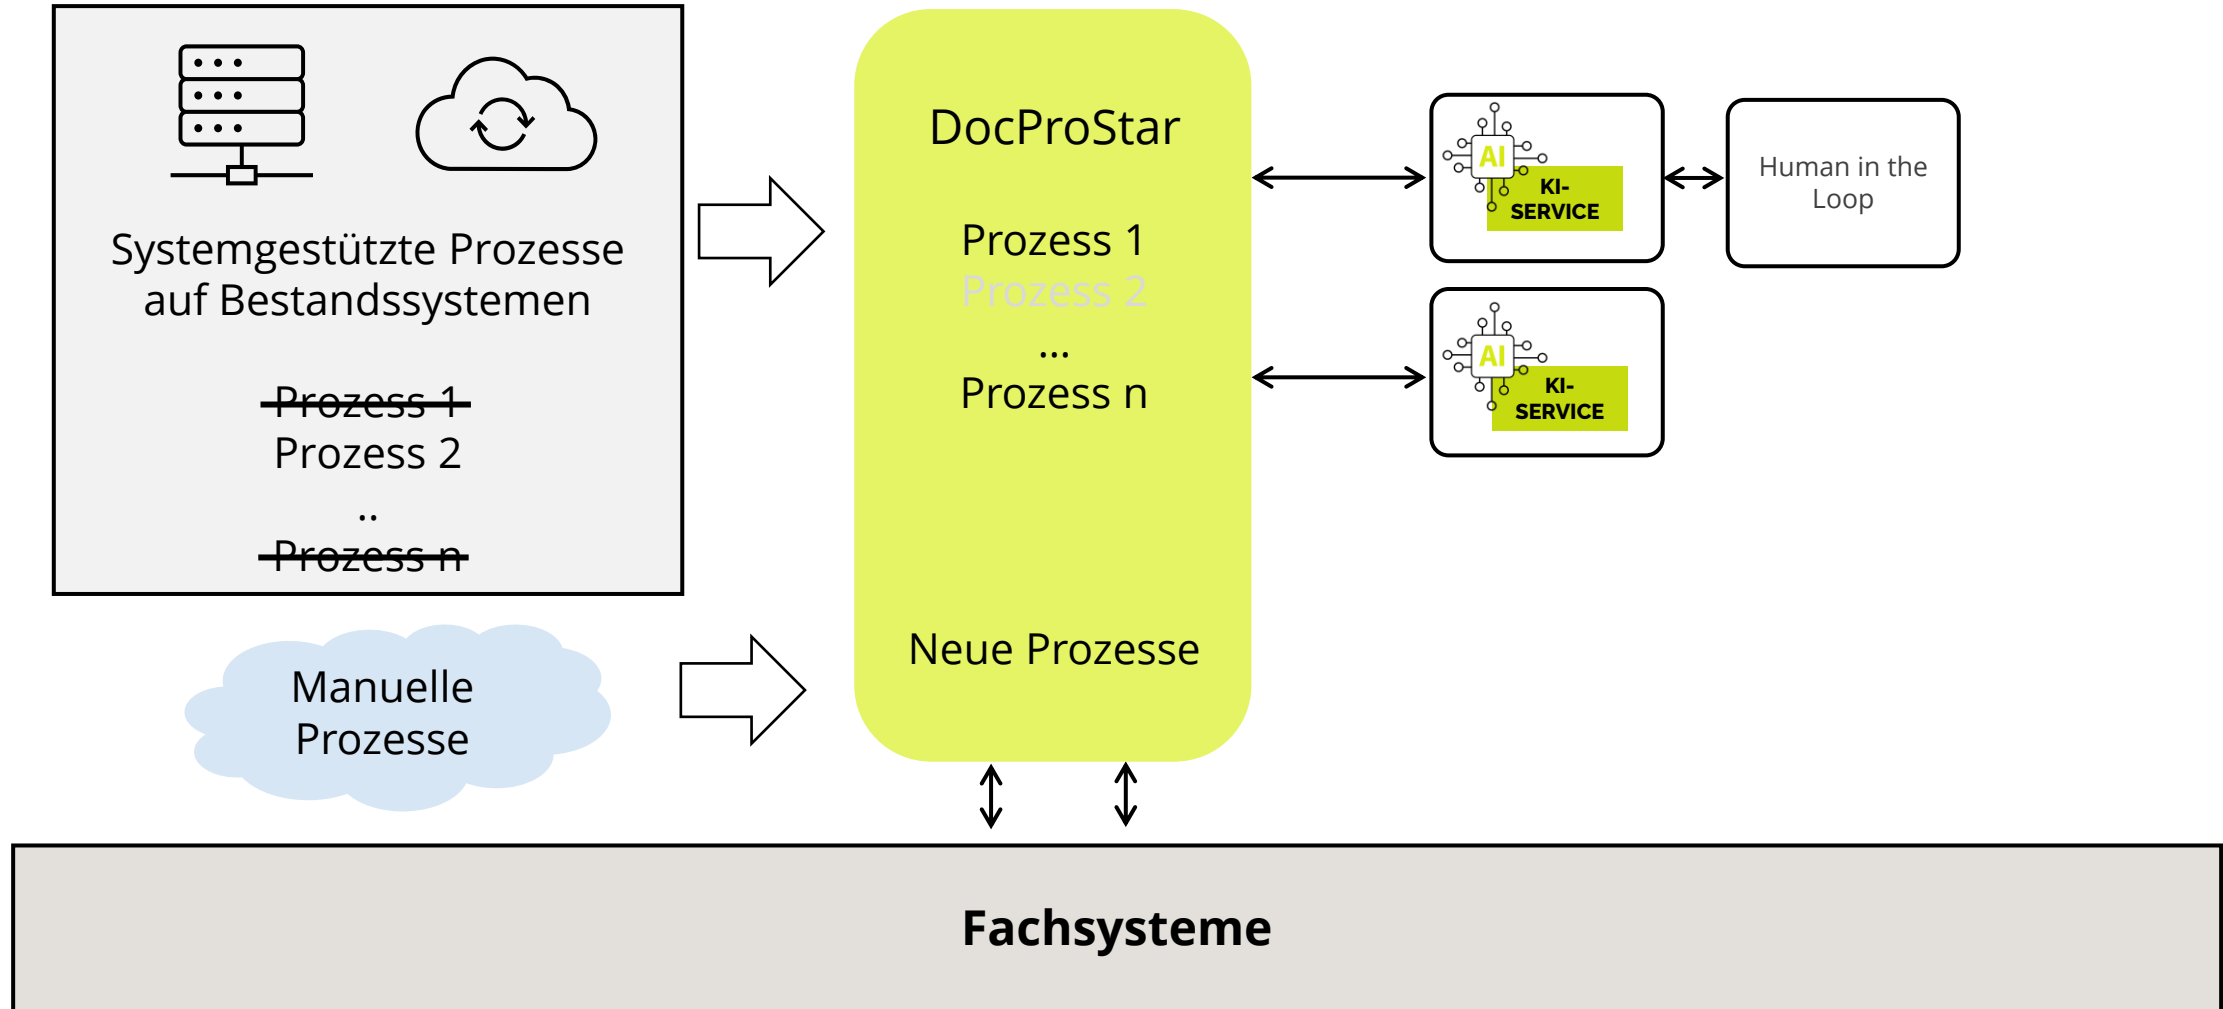 Systemgestützte Prozesse
auf Bestandssystemen
Prozess 1
Prozess 2
..
Prozess n
Manuelle
Prozesse
DocProStar
Prozess 1
Prozess 2
...
Prozess n
Neue Prozesse
AI
KI-
SERVICE
Human in the
Loop
AI
KI-
SERVICE
Fachsysteme